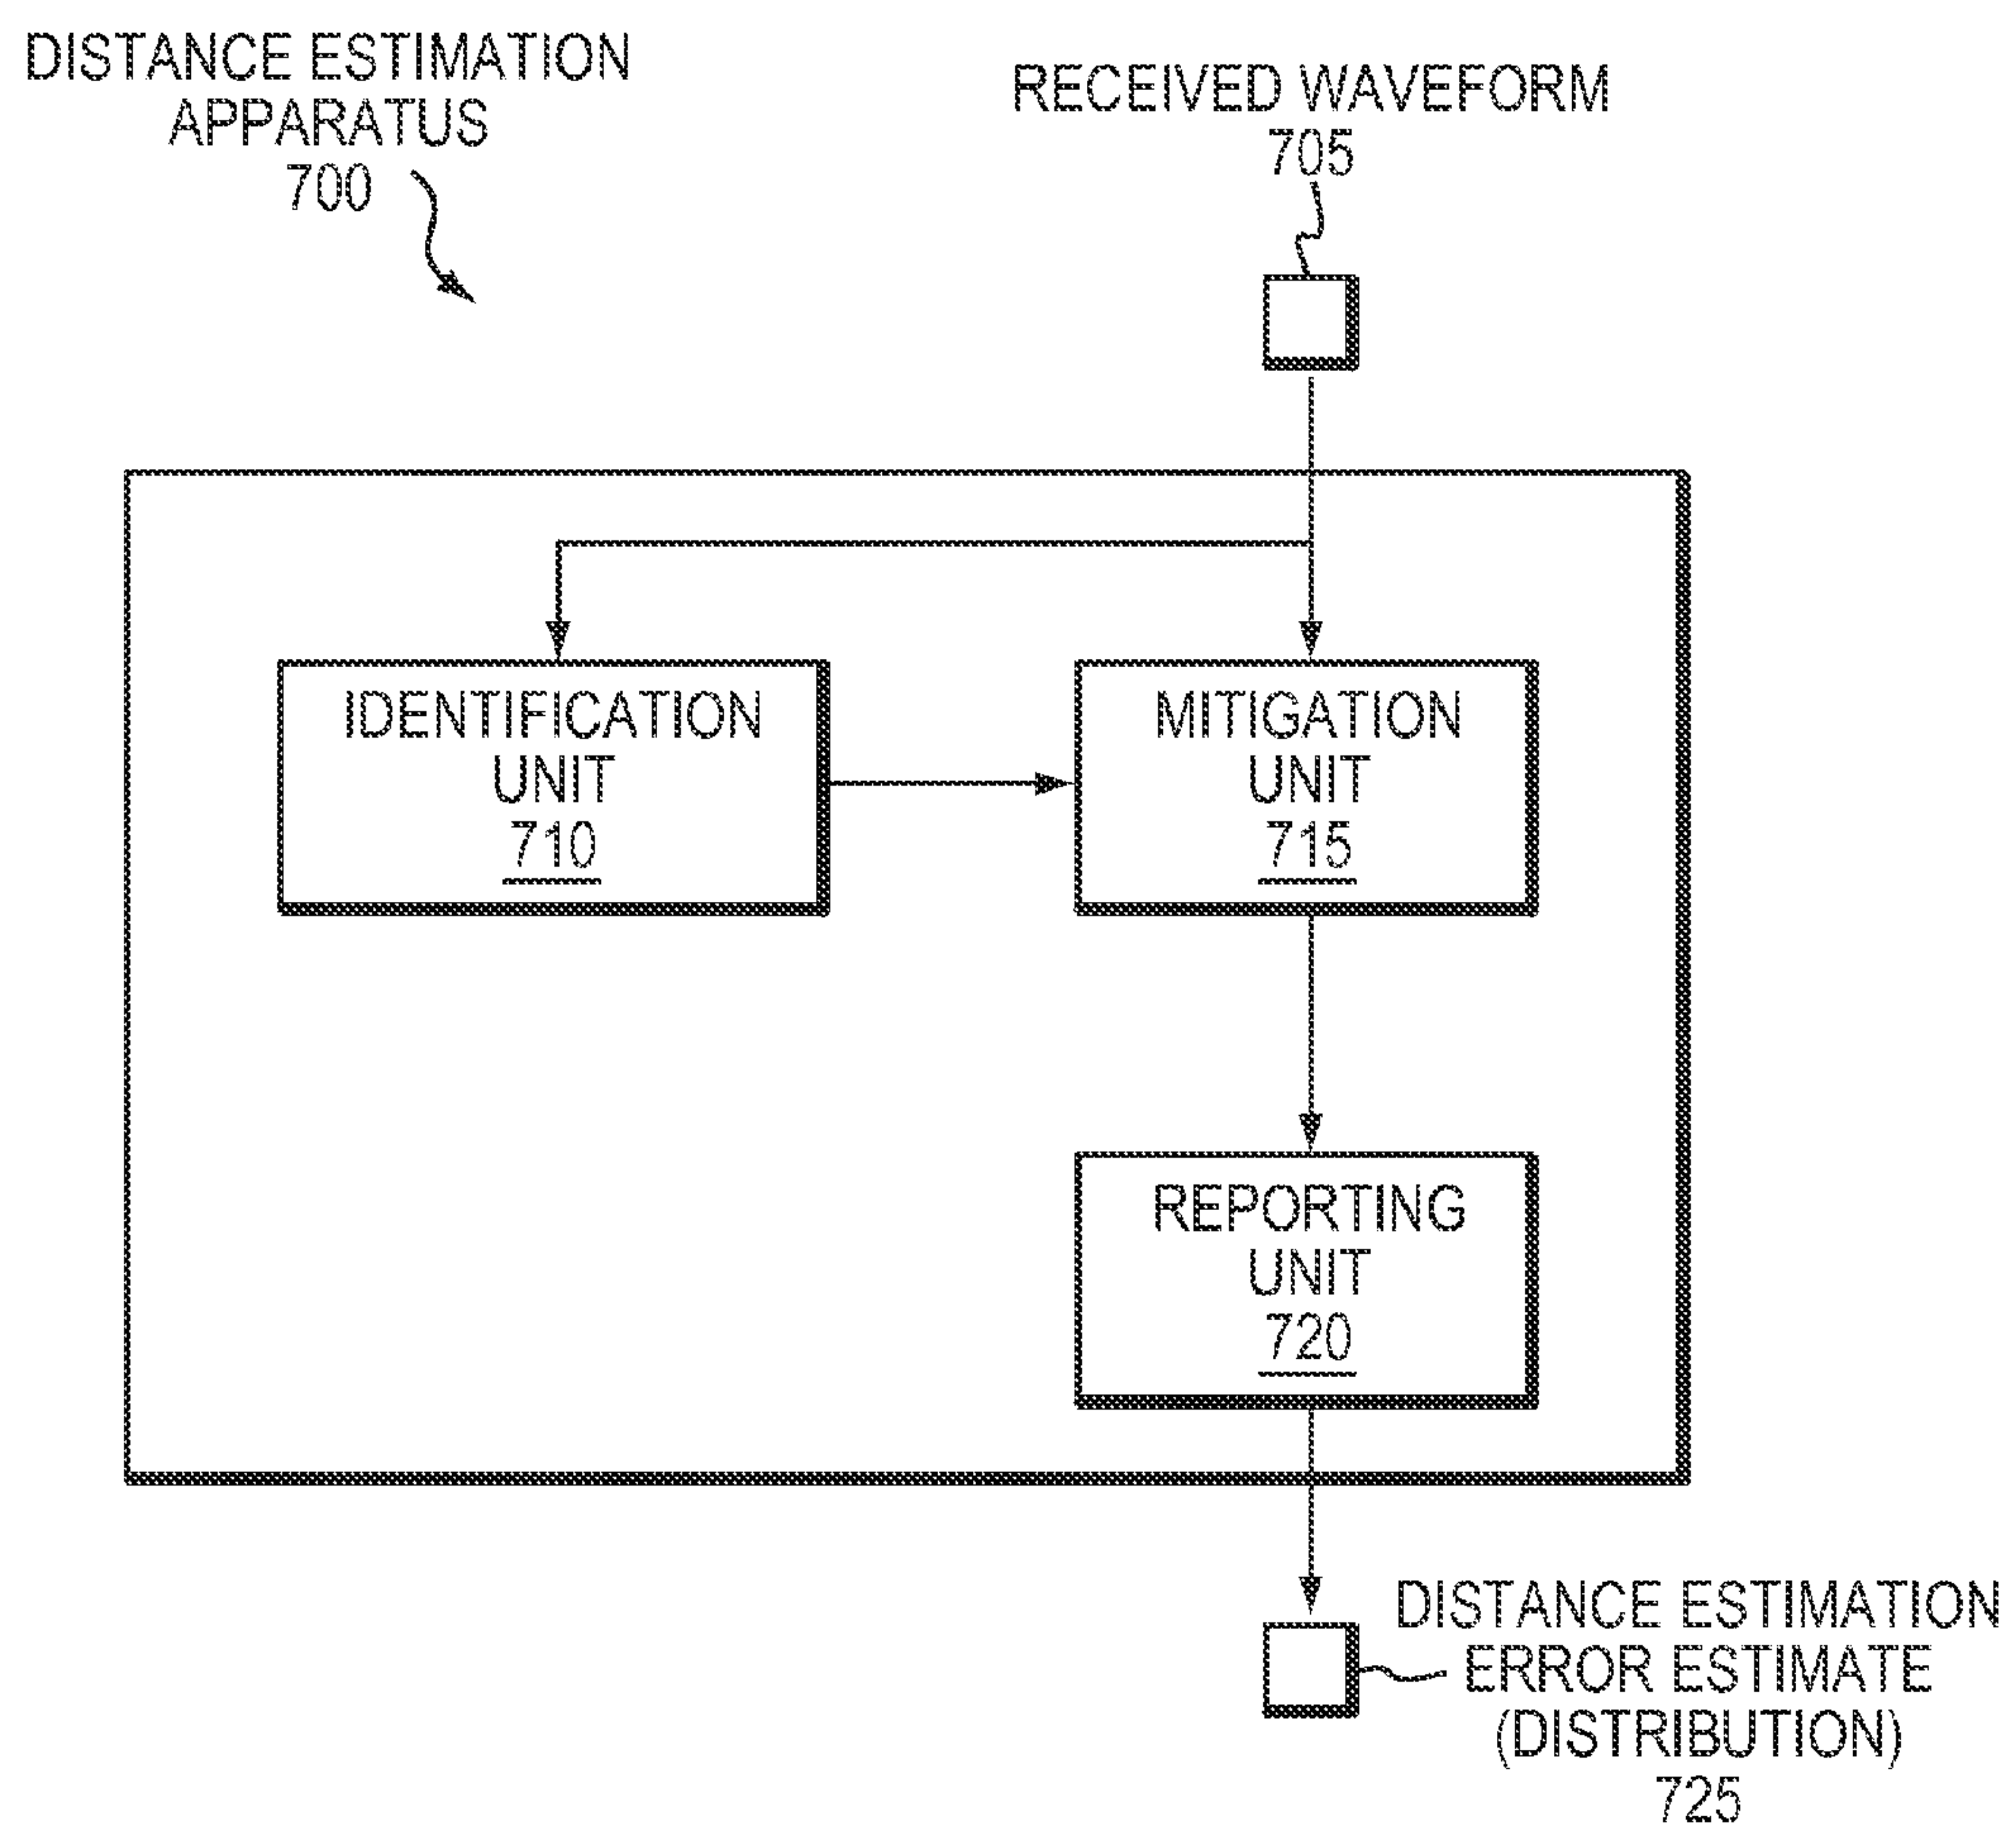 DISTANCE ESTIMATION
APPARATUS
700
RECEIVED WAVEFORM
705
IDENTIFICATION
UNIT
710
MITIGATION
UNIT
715
REPORTING
UNIT
720
DISTANCE ESTIMATION
ERROR ESTIMATE
(DISTRIBUTION)
725